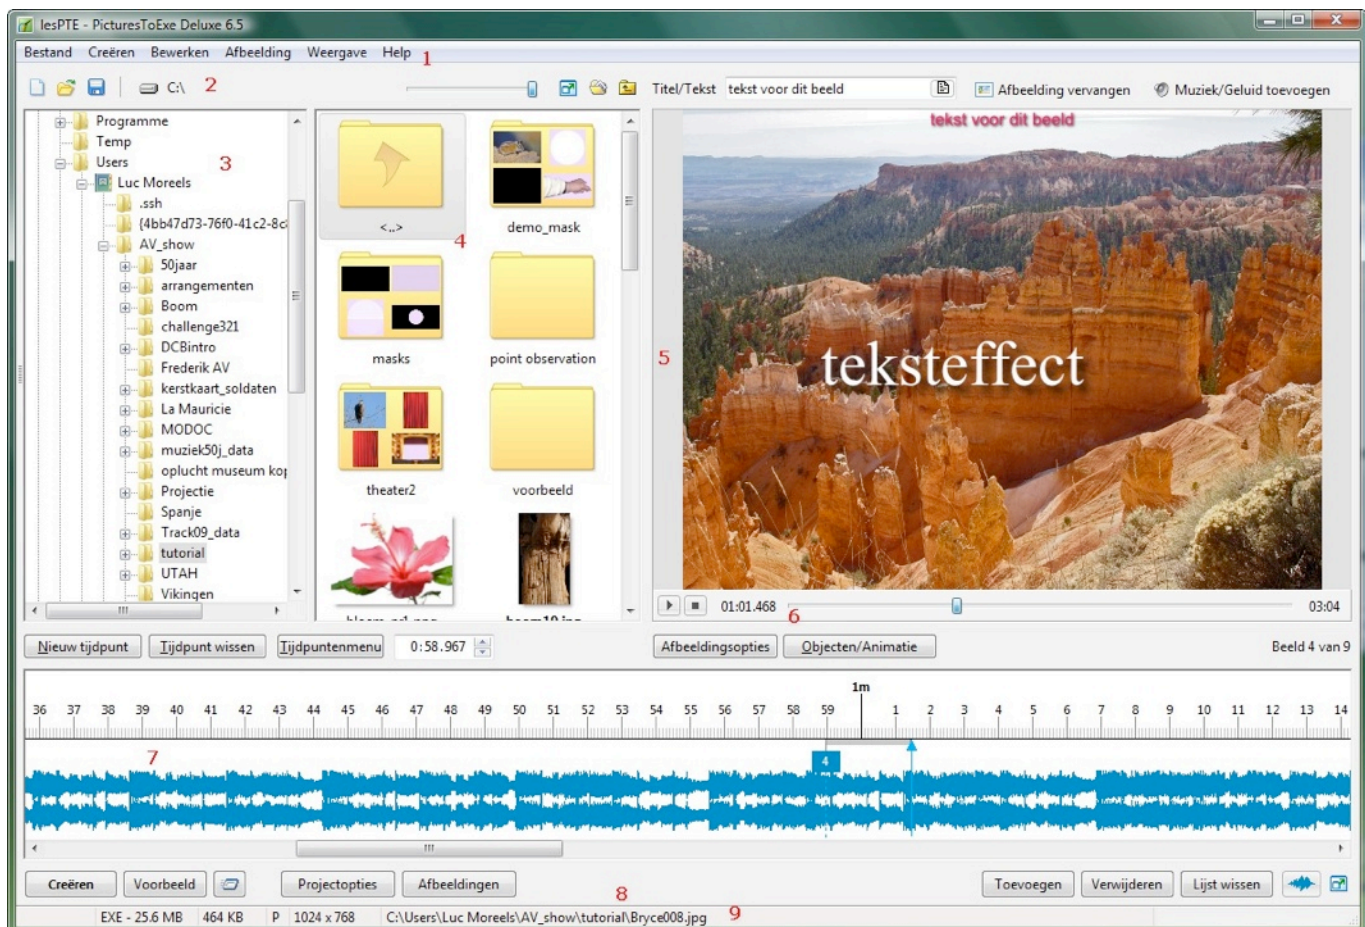 lesPTE - PicturesToExe Deluxe 6.5
Bestand Creëren Bewerken Afbeelding Weergave Help 1
C:\ 2
Titel/Tekst tekst voor dit beeld Afbeelding vervangen Muziek/Geluid toevoegen
Programme
Temp
Users 3
Luc Moreels
.ssh
{4bb47d73-76f0-41c2-8c
AV_show
50jaar
arrangementen
Boom
challenge321
DCBintro
Frederik AV
kerstkaart_soldaten
La Mauricie
MODOC
muziek50j_data
oplucht museum kop
Projectie
Spanje
Track09_data
tutorial
UTAH
Vikingen
<..> demo_mask
4
masks point observation
theater2 voorbeeld
tekst voor dit beeld
teksteffect
5
01:01.468 03:04
6
Nieuw tijdpunt Tijdpunt wissen Tijdpuntenmenu 0:58.967 Afbeeldingsopties Objecten/Animatie Beeld 4 van 9
1m
36 37 38 39 40 41 42 43 44 45 46 47 48 49 50 51 52 53 54 55 56 57 58 59 1 2 3 4 5 6 7 8 9 10 11 12 13 14
7
4
Creëren Voorbeeld Projectopties Afbeeldingen Toevoegen Verwijderen Lijst wissen
8
EXE - 25.6 MB 464 KB P 1024 x 768 C:\Users\Luc Moreels\AV_show\tutorial\Bryce008.jpg 9